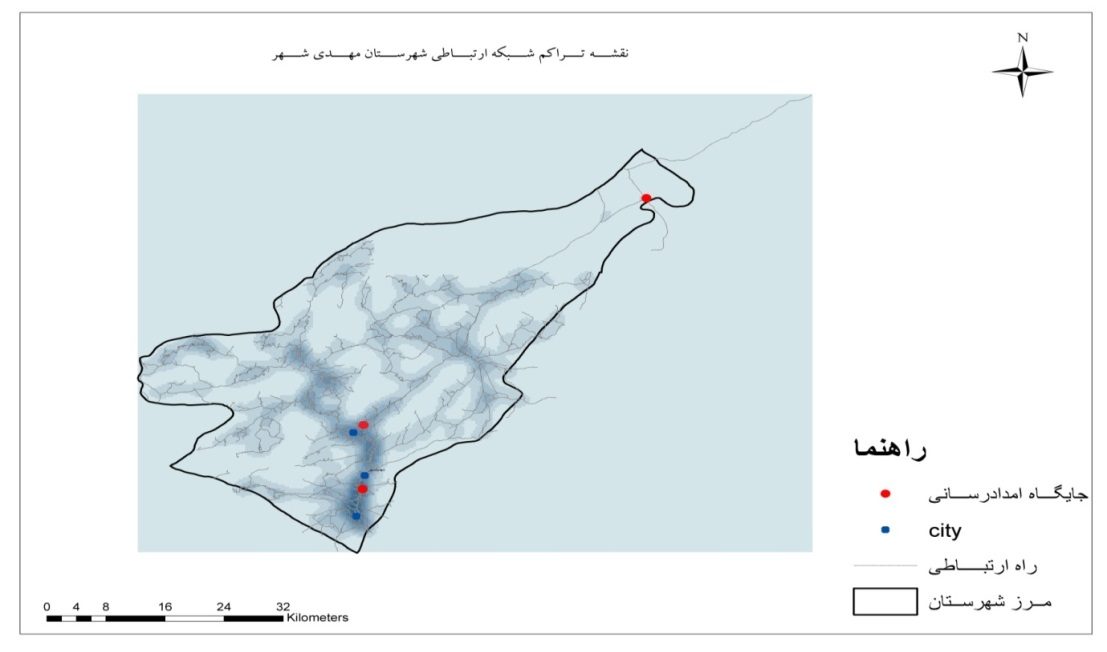 نقشه تراکم شبکه ارتباطی شهرستان مهدی شهر
N
راهنما
جایگاه امدادرسانی
city
راه ارتباطی
مرز شهرستان
0 4 8 16 24 32
Kilometers